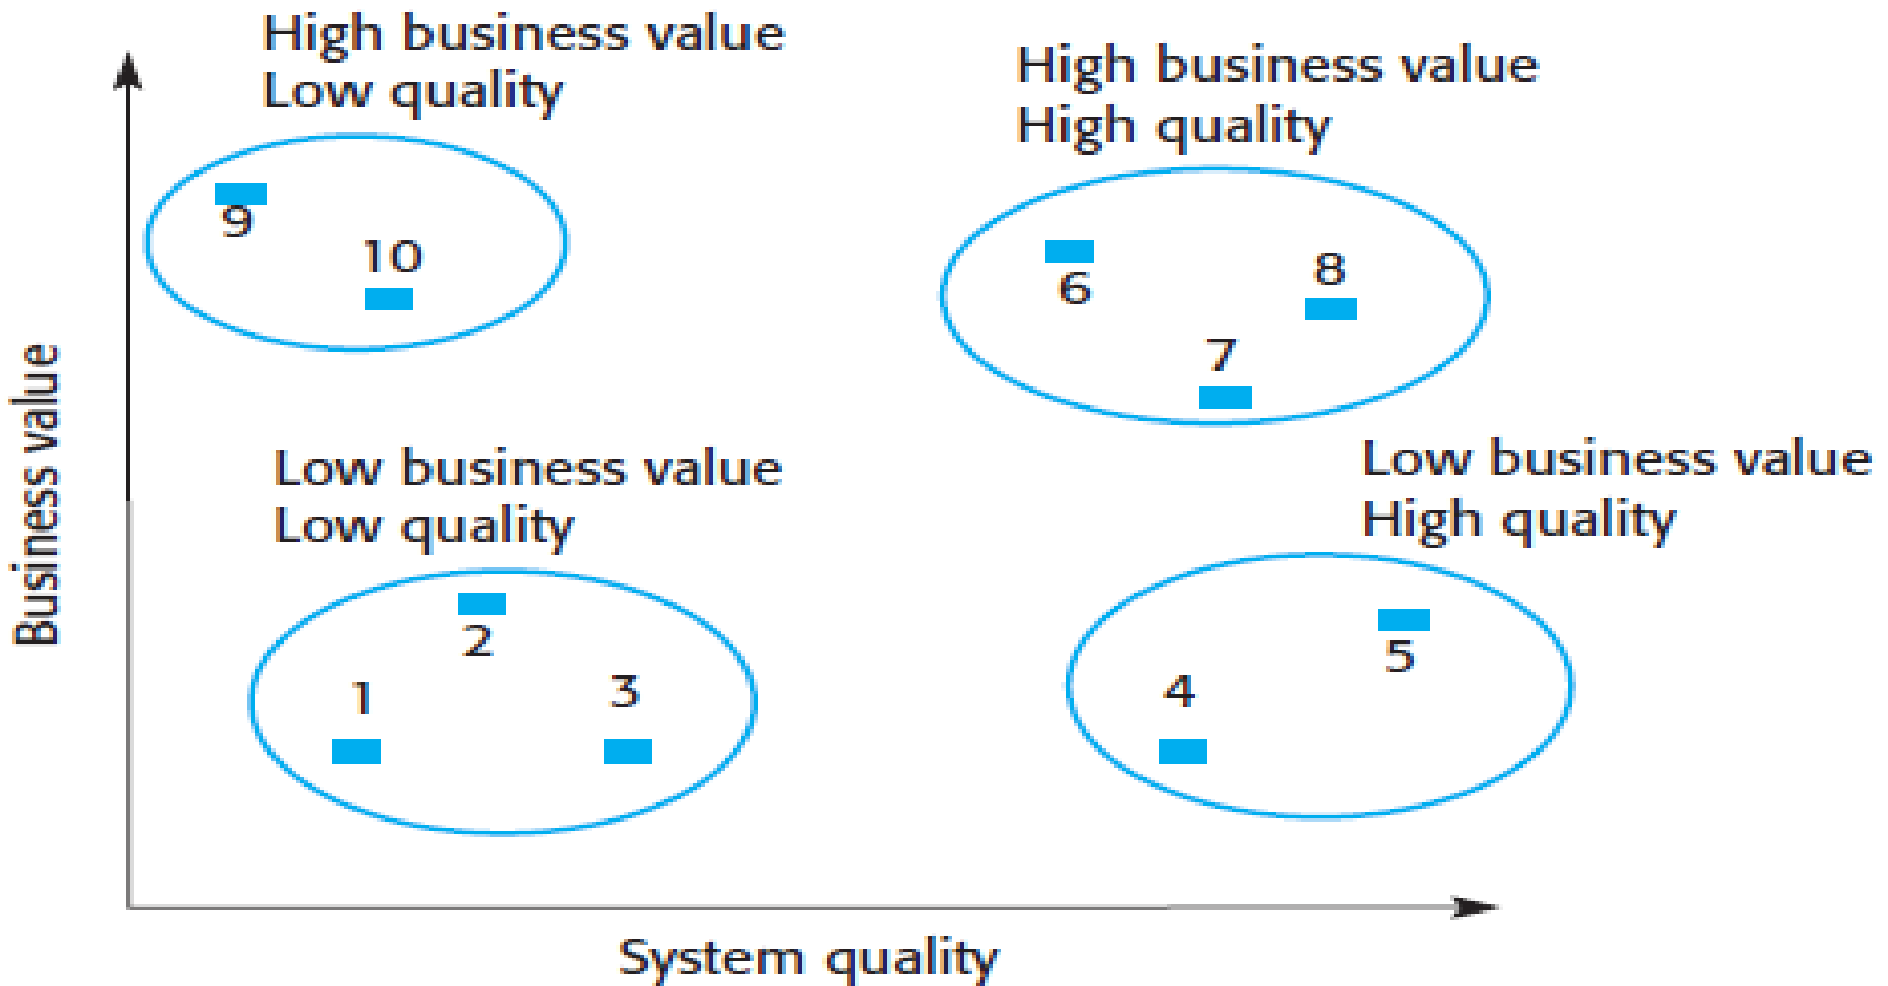 High business value
Low quality
High business value
High quality
9
10
6
8
7
Business value
Low business value
Low quality
Low business value
High quality
2
1
3
5
4
System quality